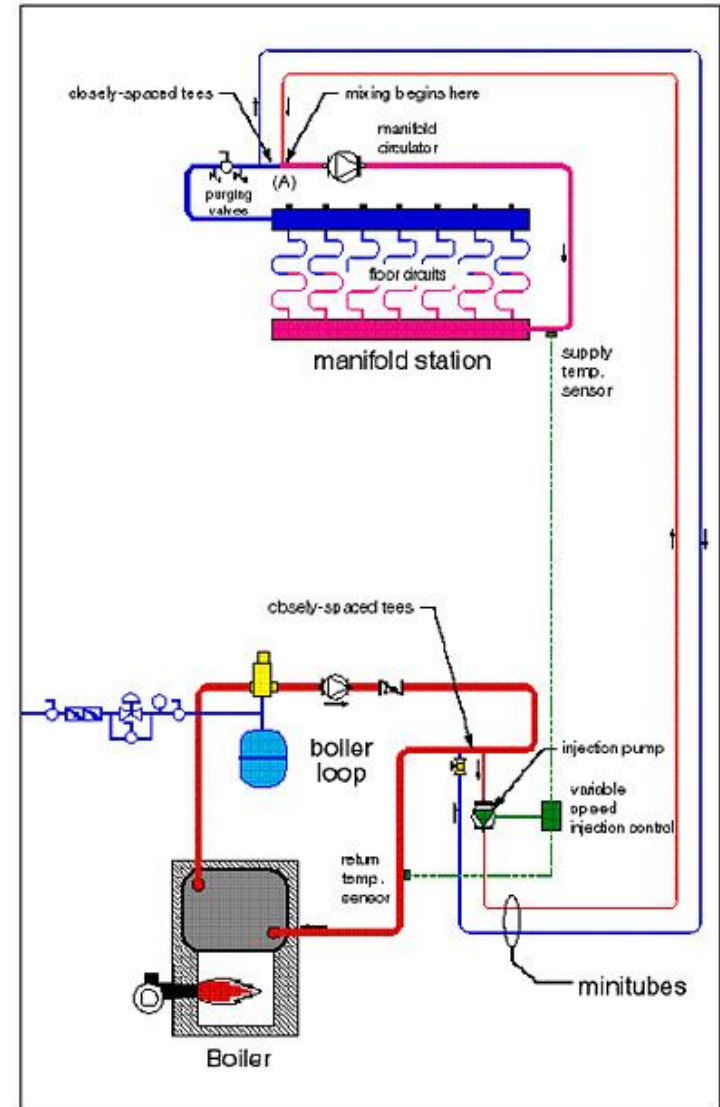 closely-spaced tees
mixing begins here
manifold
circulator
(A)
purging
valves
floor circuits
manifold station
supply
temp.
sensor
closely-spaced tees
boiler
loop
injection pump
variable
speed
injection control
return
temp.
sensor
minitubes
Boiler